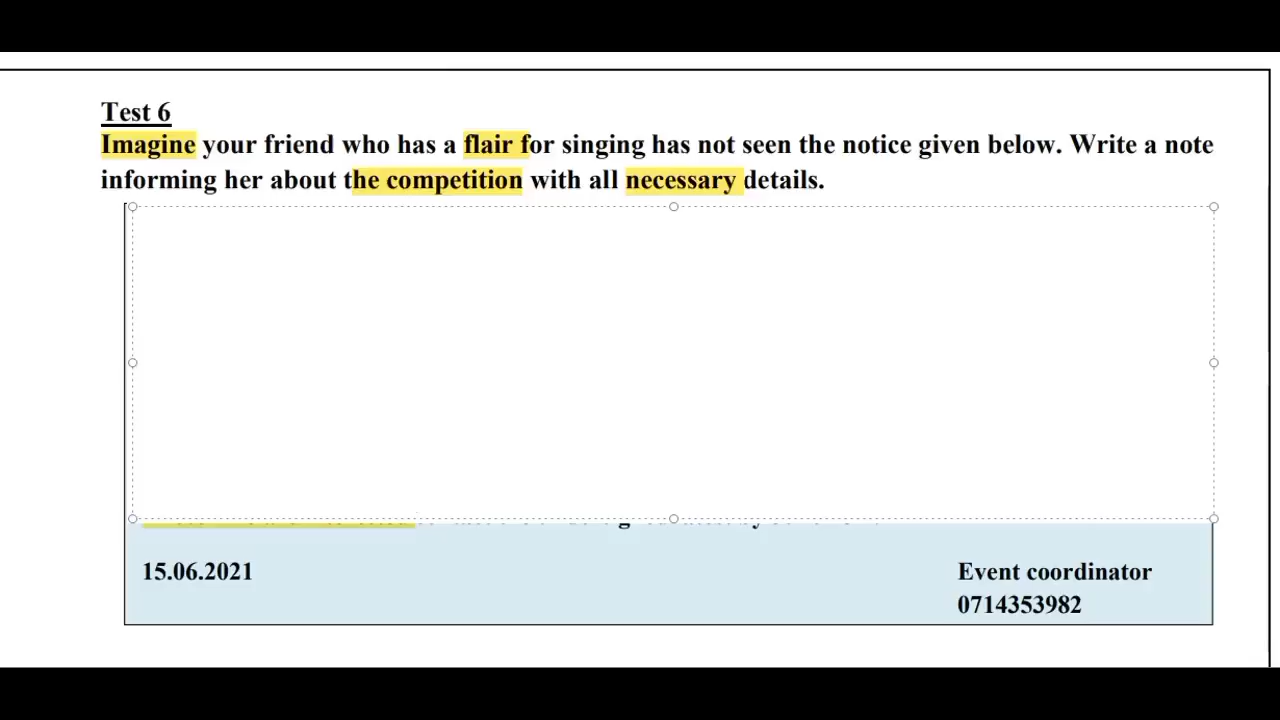 Test 6
Imagine your friend who has a flair for singing has not seen the notice given below. Write a note
informing her about the competition with all necessary details.
15.06.2021
Event coordinator
0714353982